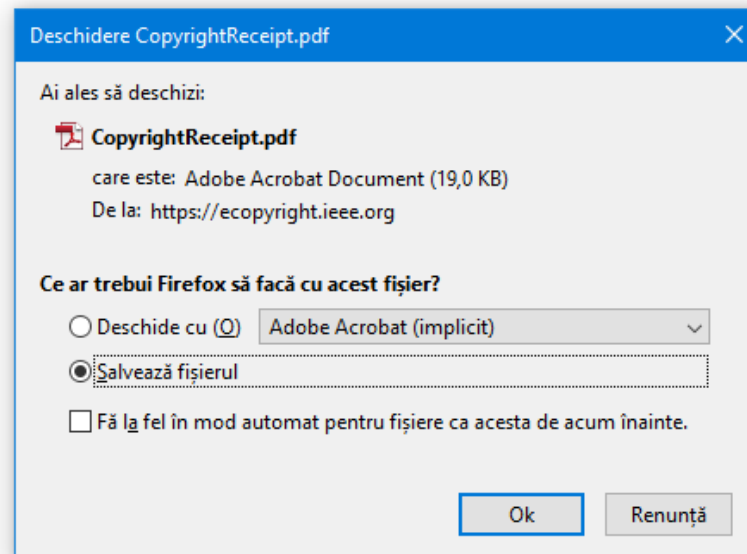 Deschidere CopyrightReceipt.pdf
Ai ales să deschizi:
CopyrightReceipt.pdf
care este: Adobe Acrobat Document (19,0 KB)
De la: https://ecopyright.ieee.org
Ce ar trebui Firefox să facă cu acest fișier?
Deschide cu (O) Adobe Acrobat (implicit)
Salvează fișierul
Fă la fel în mod automat pentru fișiere ca acesta de acum înainte.
Ok Renunță